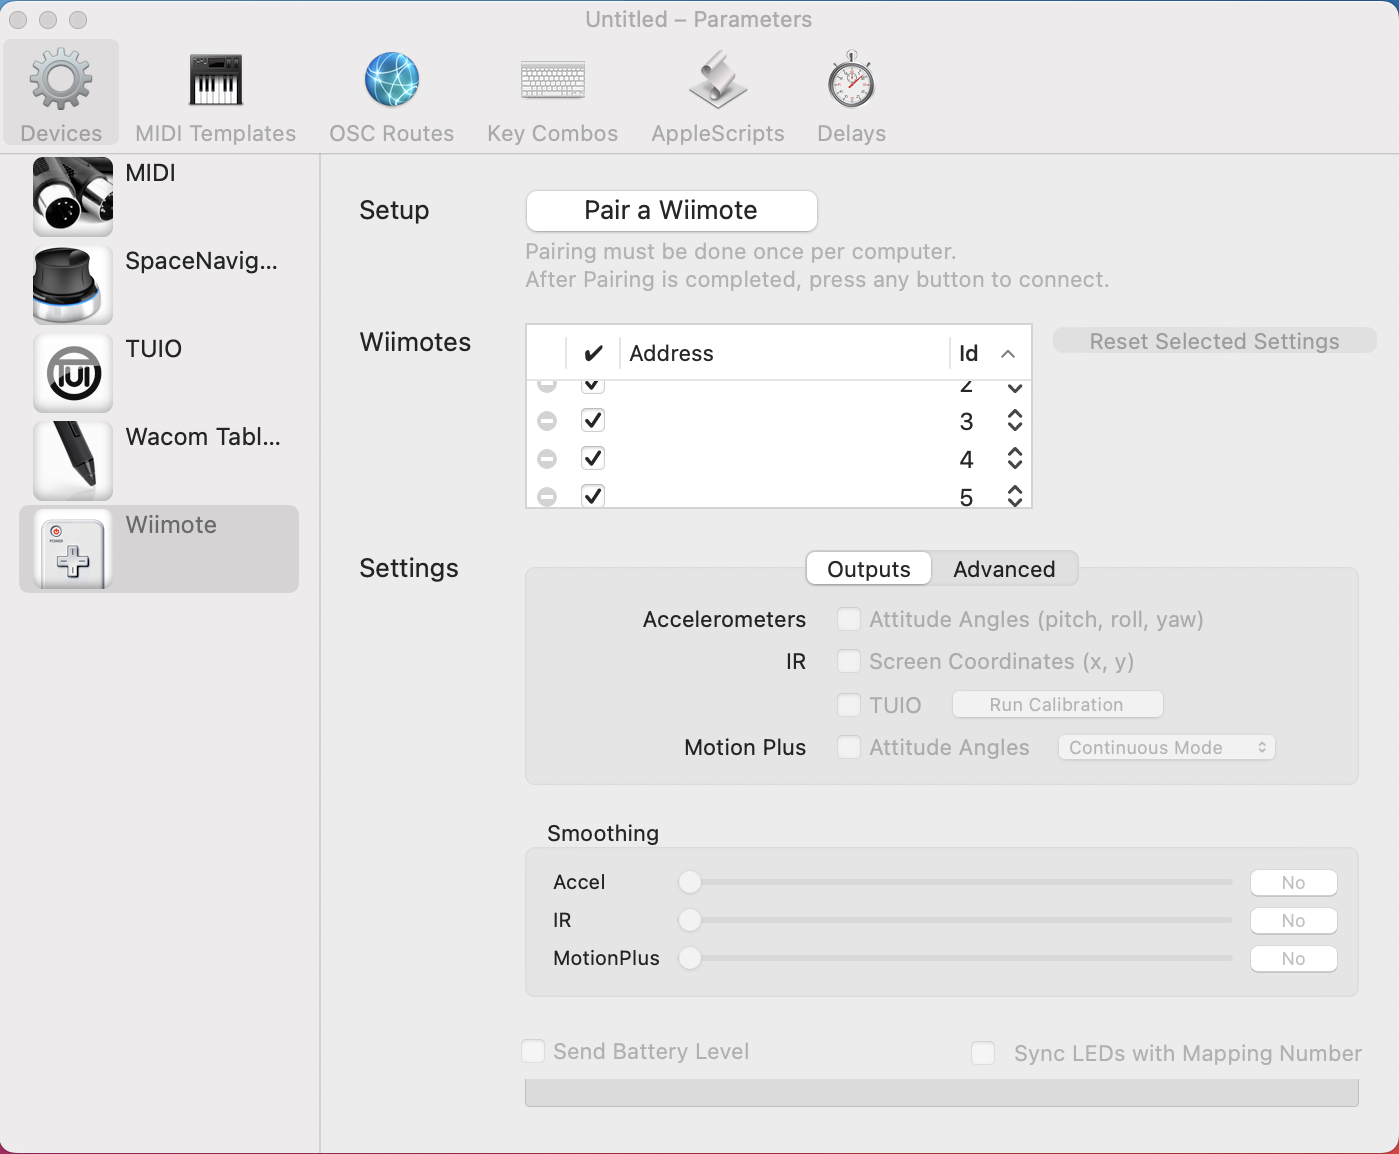 Untitled – Parameters
Devices
MIDI Templates
OSC Routes
Key Combos
AppleScripts
Delays
MIDI
SpaceNavig...
TUIO
Wacom Tabl...
Wiimote
Setup
Pair a Wiimote
Pairing must be done once per computer.
After Pairing is completed, press any button to connect.
Wiimotes
Address
Id
Reset Selected Settings
2
3
4
5
Settings
Outputs
Advanced
Accelerometers
Attitude Angles (pitch, roll, yaw)
IR
Screen Coordinates (x, y)
TUIO
Run Calibration
Motion Plus
Attitude Angles
Continuous Mode
Smoothing
Accel
No
IR
No
MotionPlus
No
Send Battery Level
Sync LEDs with Mapping Number